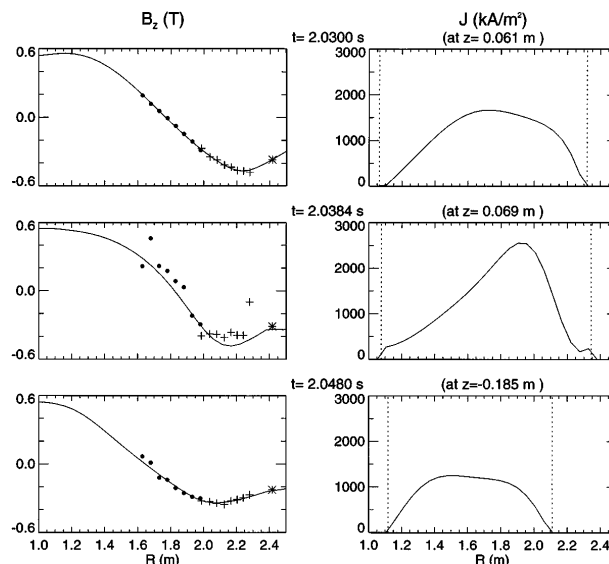 B_z (T)
J (kA/m²)
t= 2.0300 s
(at z= 0.061 m )
0.6
0.0
-0.6
3000
2000
1000
0
t= 2.0384 s
(at z= 0.069 m )
0.6
0.0
-0.6
3000
2000
1000
0
t= 2.0480 s
(at z=-0.185 m )
0.6
0.0
-0.6
3000
2000
1000
0
1.0 1.2 1.4 1.6 1.8 2.0 2.2 2.4
R (m)
1.0 1.2 1.4 1.6 1.8 2.0 2.2 2.4
R (m)